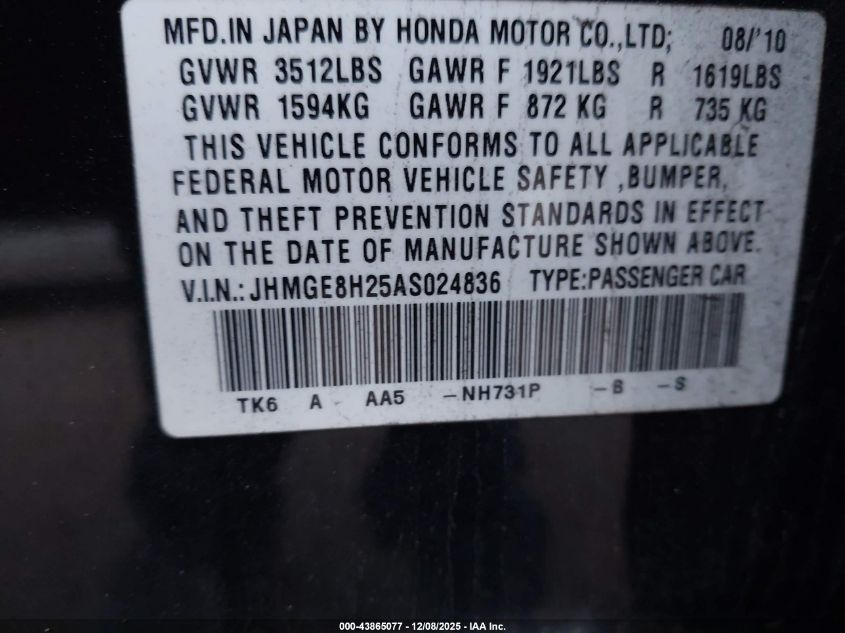 MFD.IN JAPAN BY HONDA MOTOR CO.,LTD; 08/'10
GVWR 3512LBS GAWR F 1921LBS R 1619LBS
GVWR 1594KG GAWR F 872 KG R 735 KG
THIS VEHICLE CONFORMS TO ALL APPLICABLE
FEDERAL MOTOR VEHICLE SAFETY ,BUMPER,
AND THEFT PREVENTION STANDARDS IN EFFECT
ON THE DATE OF MANUFACTURE SHOWN ABOVE.
V.I.N.:JHMGE8H25AS024836 TYPE:PASSENGER CAR
TK6 A AA5 -NH731P -B -S
000-43865077 - 12/08/2025 - IAA Inc.